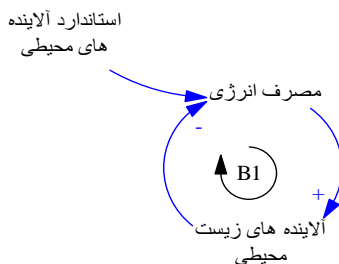 استاندارد آلاینده
های محیطی
مصرف انرژی
-
B1
+
آلاینده های زیست
محیطی